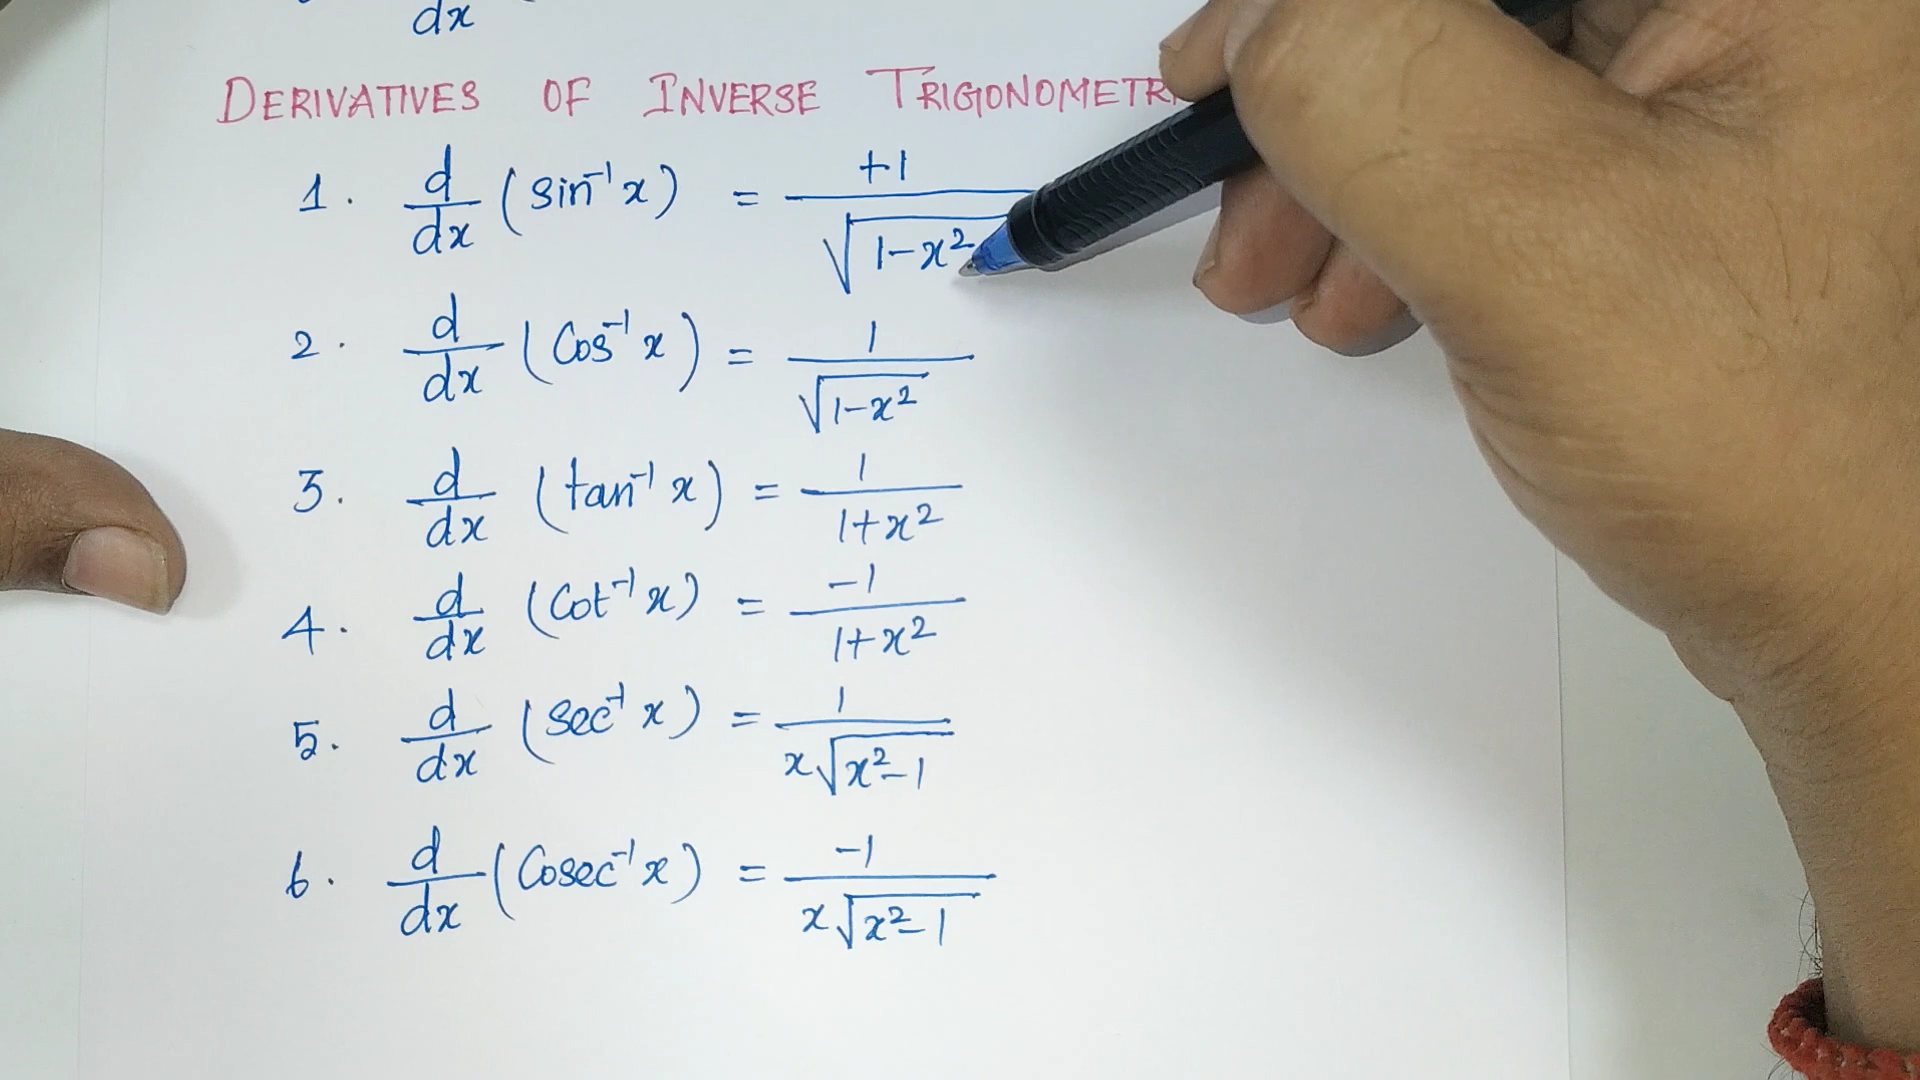 dx
DERIVATIVES OF INVERSE
1. d/dx (sin⁻¹x) = +1/√(1-x²)
2. d/dx (Cos⁻¹x) = 1/√(1-x²)
3. d/dx (tan⁻¹x) = 1/(1+x²)
4. d/dx (Cot⁻¹x) = -1/(1+x²)
5. d/dx (sec⁻¹x) = 1/(x√(x²-1))
6. d/dx (Cosec⁻¹x) = -1/(x√(x²-1))